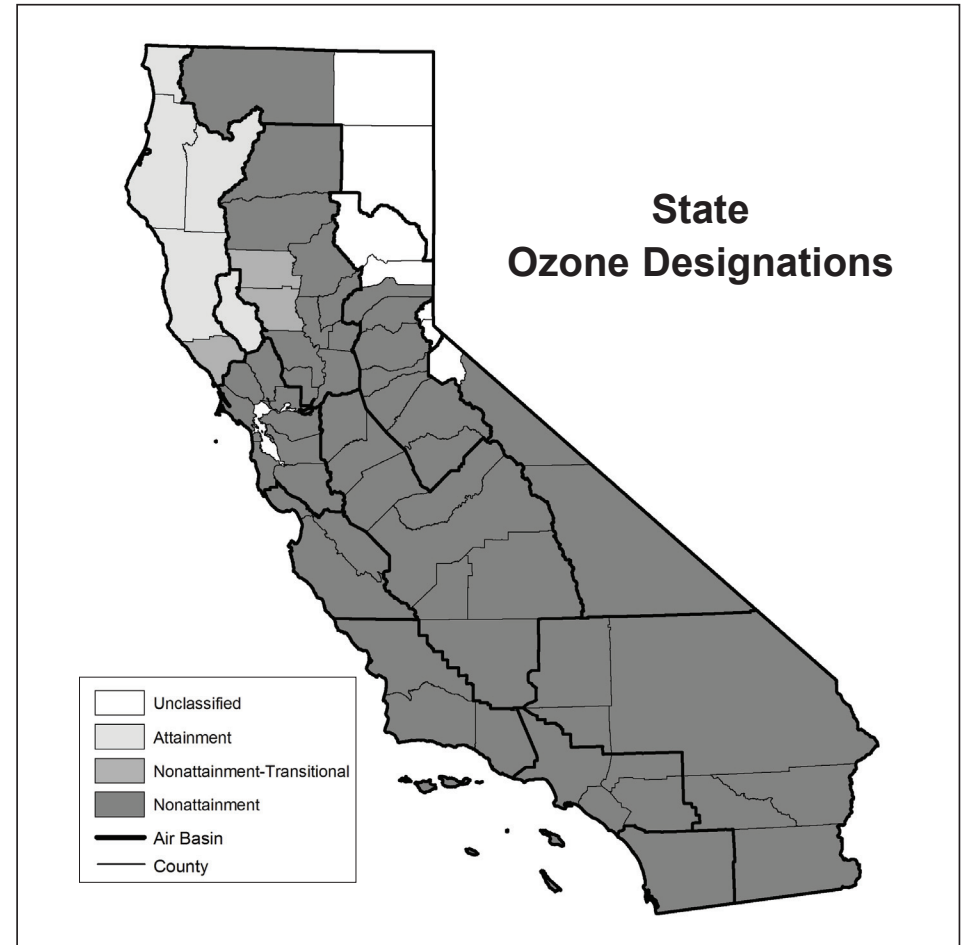 State
Ozone Designations
Unclassified
Attainment
Nonattainment-Transitional
Nonattainment
Air Basin
County